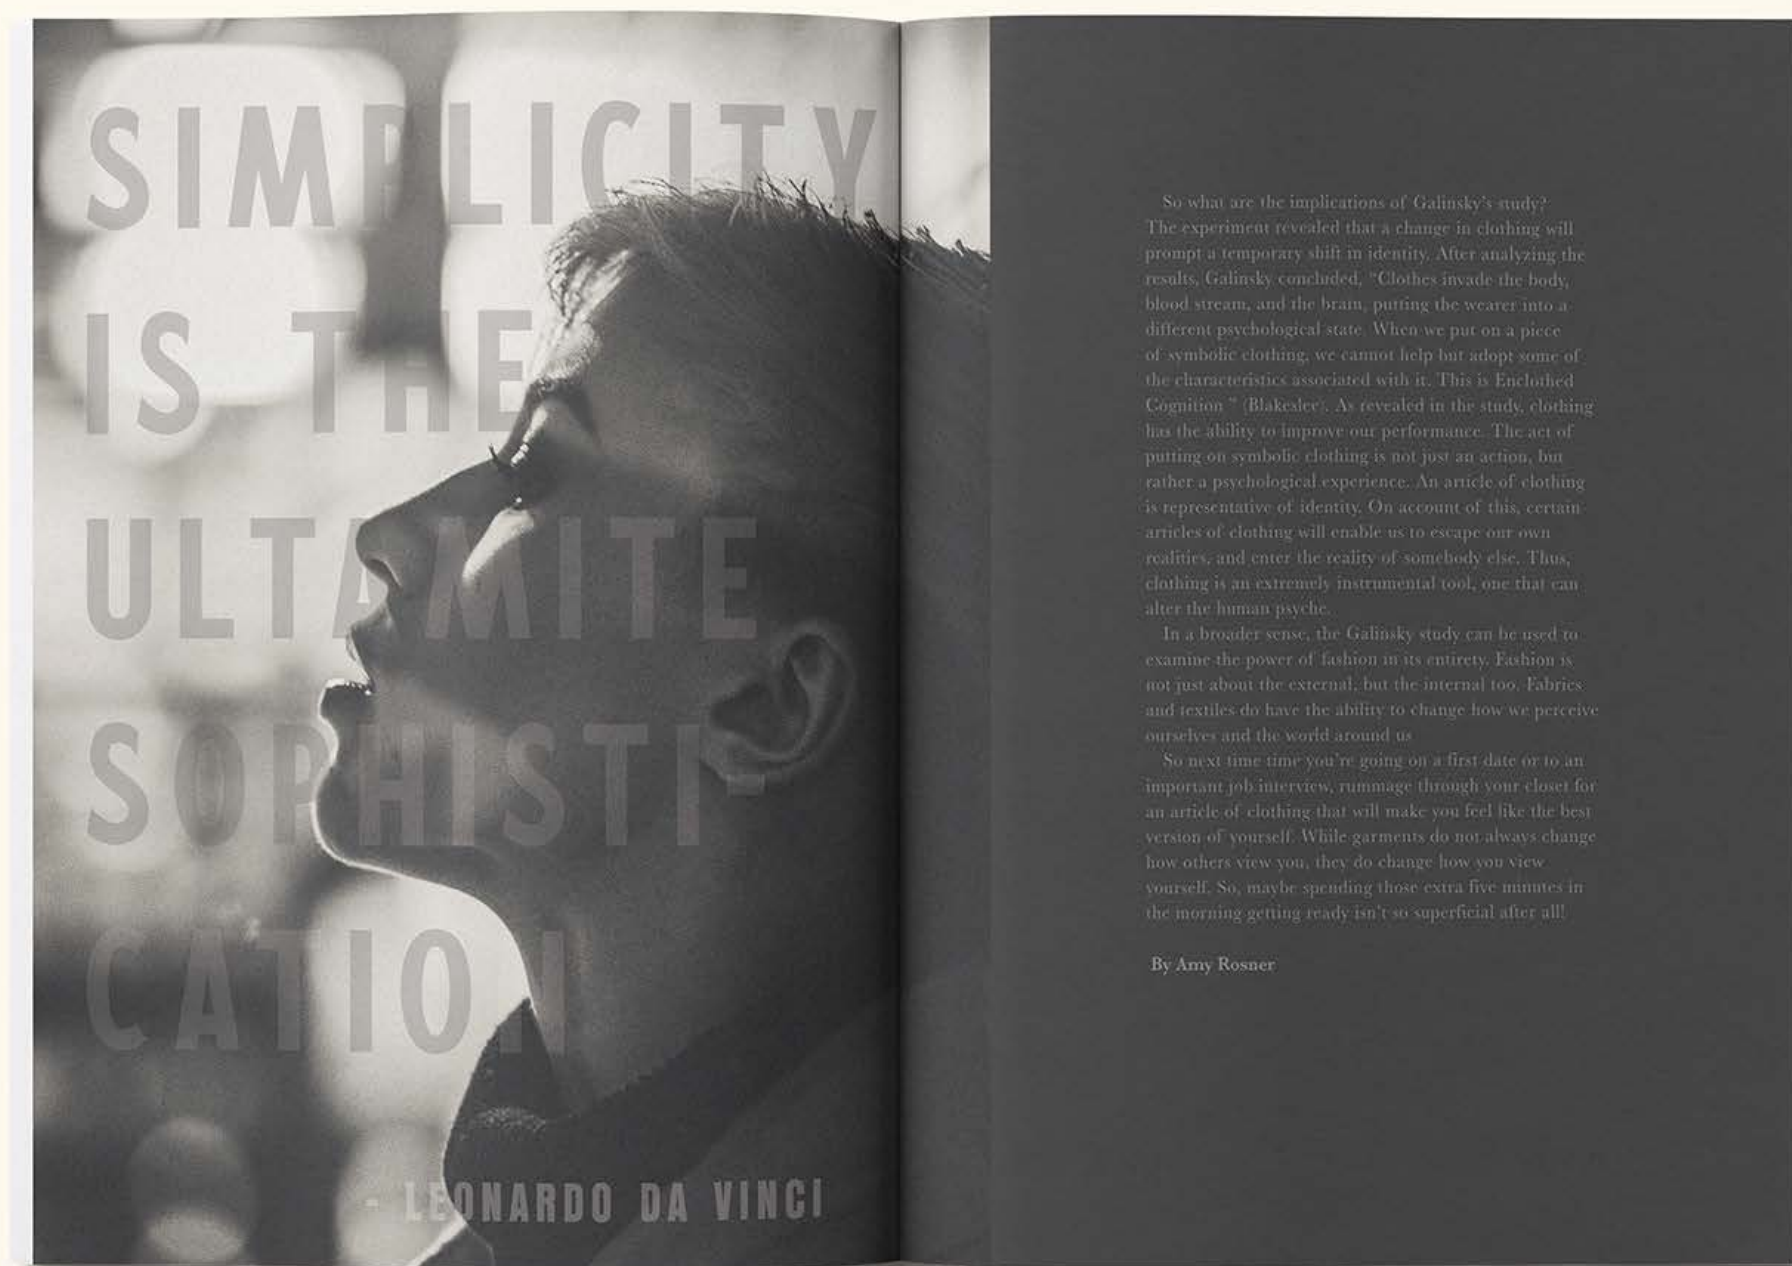 SIMPLICITY
IS THE
ULTAMITE
SOPHISTI-
CATION
- LEONARDO DA VINCI
So what are the implications of Galinsky's study?
The experiment revealed that a change in clothing will
prompt a temporary shift in identity. After analyzing the
results, Galinsky concluded, "Clothes invade the body,
blood stream, and the brain, putting the wearer into a
different psychological state. When we put on a piece
of symbolic clothing, we cannot help but adopt some of
the characteristics associated with it. This is Enclothed
Cognition " (Blakeslee). As revealed in the study, clothing
has the ability to improve our performance. The act of
putting on symbolic clothing is not just an action, but
rather a psychological experience. An article of clothing
is representative of identity. On account of this, certain
articles of clothing will enable us to escape our own
realities, and enter the reality of somebody else. Thus,
clothing is an extremely instrumental tool, one that can
alter the human psyche.
In a broader sense, the Galinsky study can be used to
examine the power of fashion in its entirety. Fashion is
not just about the external, but the internal too. Fabrics
and textiles do have the ability to change how we perceive
ourselves and the world around us
So next time time you're going on a first date or to an
important job interview, rummage through your closet for
an article of clothing that will make you feel like the best
version of yourself. While garments do not always change
how others view you, they do change how you view
yourself. So, maybe spending those extra five minutes in
the morning getting ready isn't so superficial after all!
By Amy Rosner